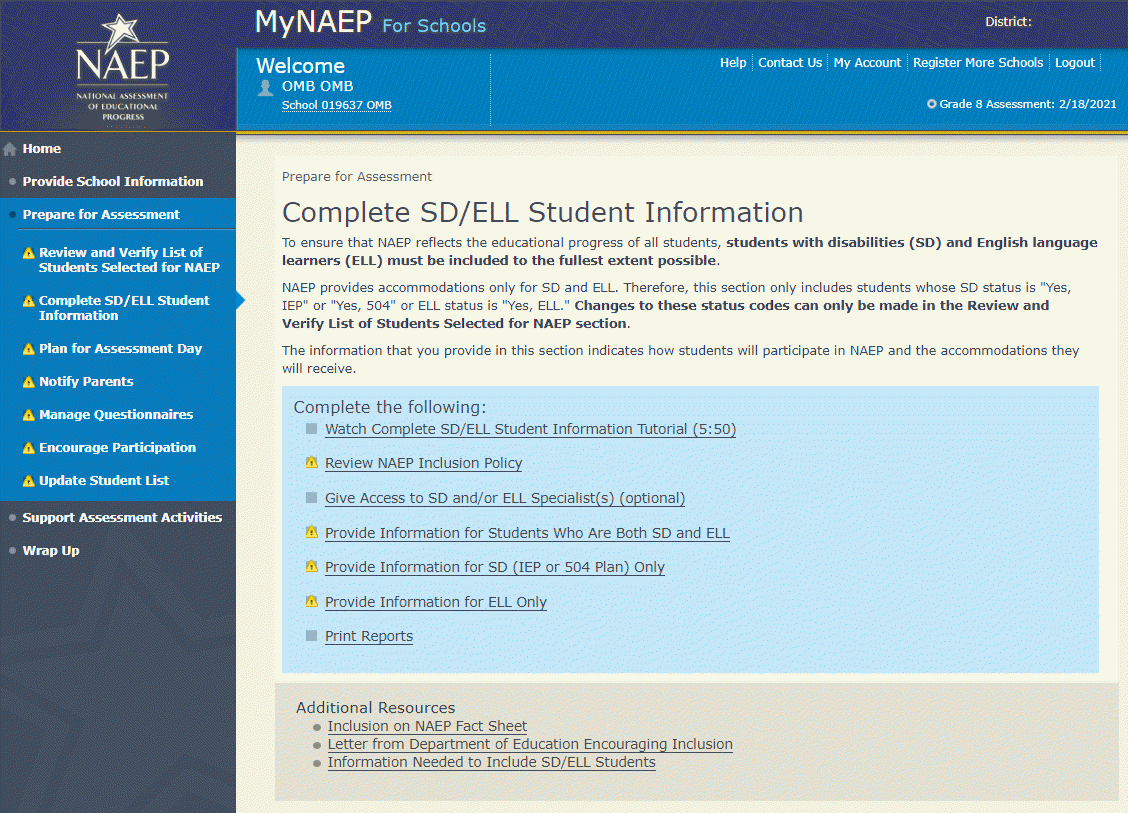 NAEP
NATIONAL ASSESSMENT
OF EDUCATIONAL
PROGRESS
MyNAEP For Schools
District:
Welcome
OMB OMB
School 019637 OMB
Help
Contact Us
My Account
Register More Schools
Logout
Grade 8 Assessment: 2/18/2021
Home
Provide School Information
Prepare for Assessment
Review and Verify List of
Students Selected for NAEP
Complete SD/ELL Student
Information
Plan for Assessment Day
Notify Parents
Manage Questionnaires
Encourage Participation
Update Student List
Support Assessment Activities
Wrap Up
Prepare for Assessment
Complete SD/ELL Student Information
To ensure that NAEP reflects the educational progress of all students, students with disabilities (SD) and English language
learners (ELL) must be included to the fullest extent possible.
NAEP provides accommodations only for SD and ELL. Therefore, this section only includes students whose SD status is "Yes,
IEP" or "Yes, 504" or ELL status is "Yes, ELL." Changes to these status codes can only be made in the Review and
Verify List of Students Selected for NAEP section.
The information that you provide in this section indicates how students will participate in NAEP and the accommodations they
will receive.
Complete the following:
Watch Complete SD/ELL Student Information Tutorial (5:50)
Review NAEP Inclusion Policy
Give Access to SD and/or ELL Specialist(s) (optional)
Provide Information for Students Who Are Both SD and ELL
Provide Information for SD (IEP or 504 Plan) Only
Provide Information for ELL Only
Print Reports
Additional Resources
Inclusion on NAEP Fact Sheet
Letter from Department of Education Encouraging Inclusion
Information Needed to Include SD/ELL Students